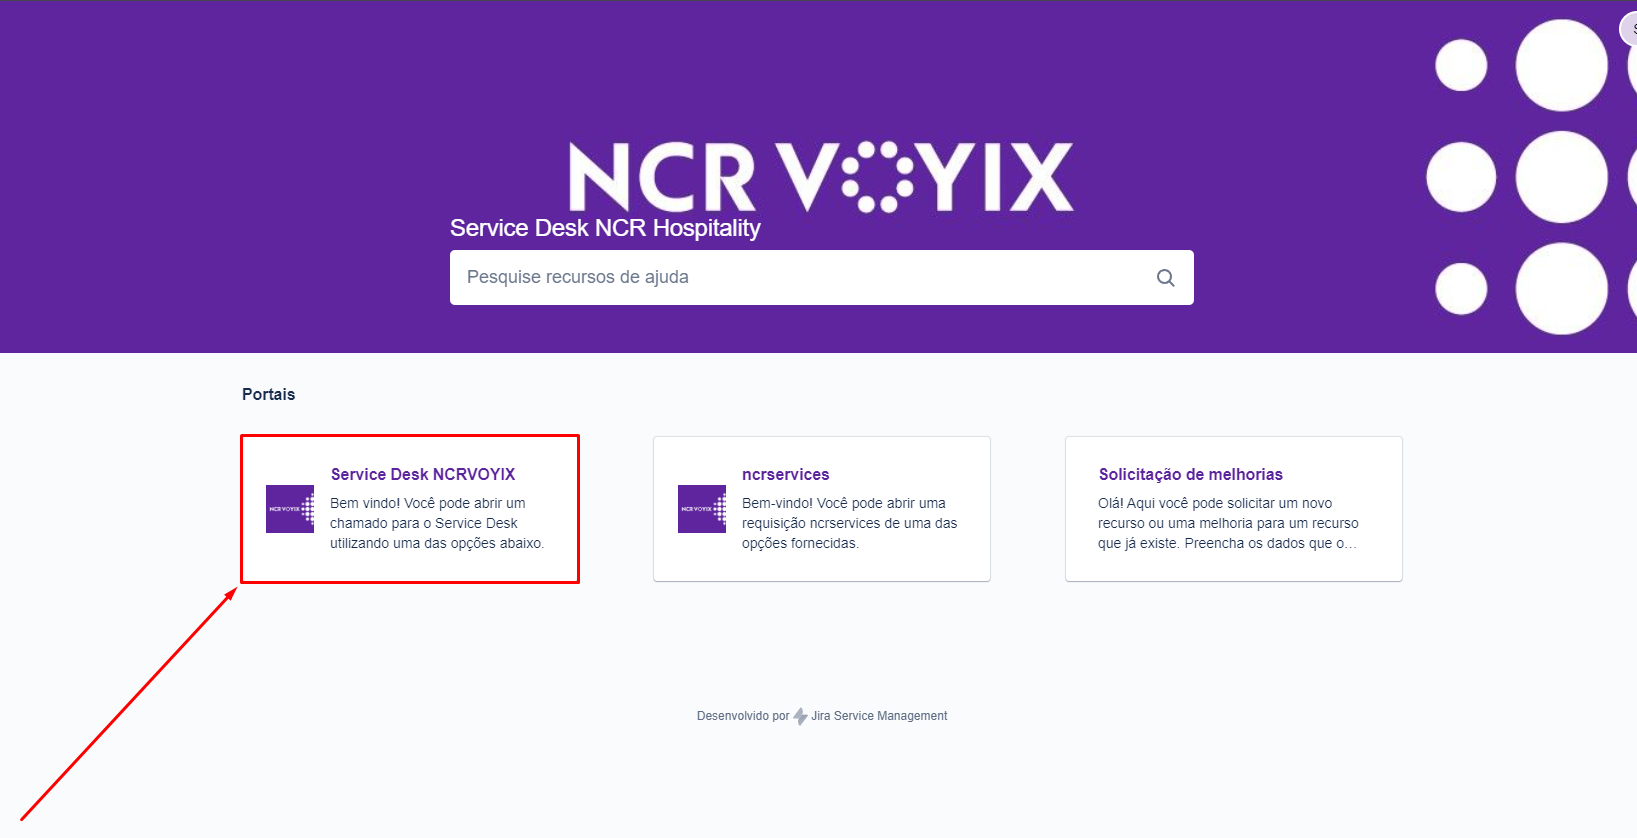 NCR VOYIX
Service Desk NCR Hospitality
Pesquise recursos de ajuda
Portais
Service Desk NCRVOYIX
Bem vindo! Você pode abrir um
chamado para o Service Desk
utilizando uma das opções abaixo.
NCR VOYIX
ncrservices
Bem-vindo! Você pode abrir uma
requisição ncrservices de uma das
opções fornecidas.
NCR VOYIX
Solicitação de melhorias
Olá! Aqui você pode solicitar um novo
recurso ou uma melhoria para um recurso
que já existe. Preencha os dados que o…
Desenvolvido por Jira Service Management